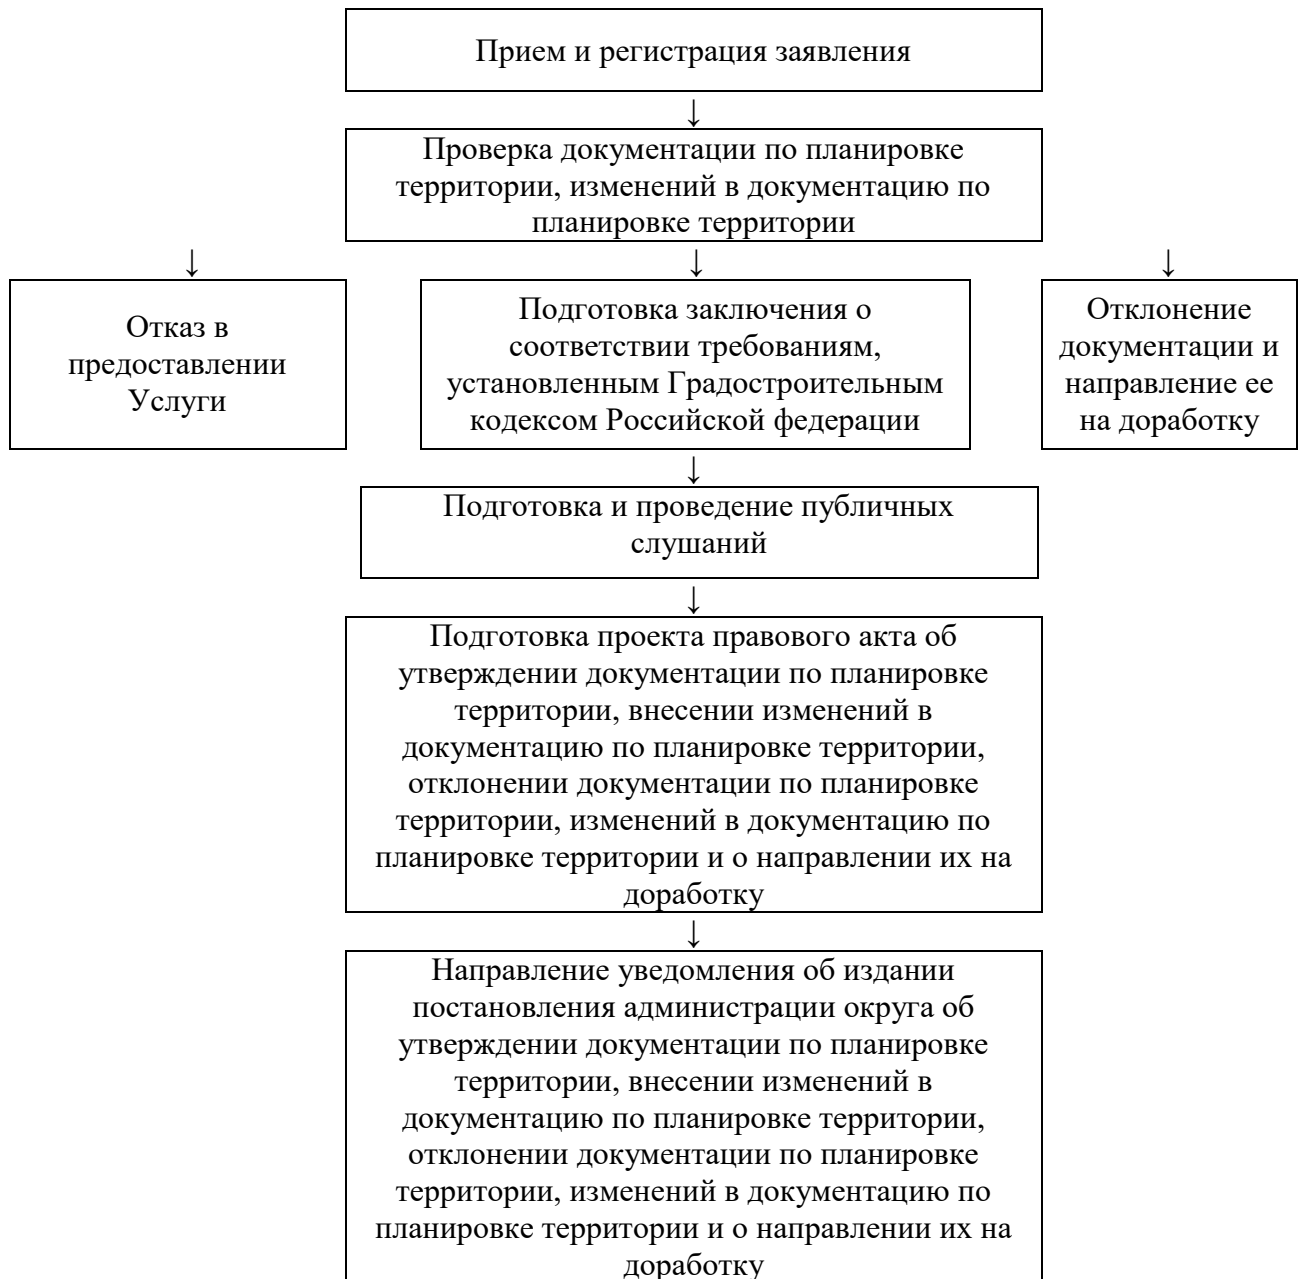 Прием и регистрация заявления
↓
Проверка документации по планировке
территории, изменений в документацию по
планировке территории
↓ ↓ ↓
Отказ в
предоставлении
Услуги
Подготовка заключения о
соответствии требованиям,
установленным Градостроительным
кодексом Российской федерации
Отклонение
документации и
направление ее
на доработку
↓
Подготовка и проведение публичных
слушаний
↓
Подготовка проекта правового акта об
утверждении документации по планировке
территории, внесении изменений в
документацию по планировке территории,
отклонении документации по планировке
территории, изменений в документацию по
планировке территории и о направлении их на
доработку
↓
Направление уведомления об издании
постановления администрации округа об
утверждении документации по планировке
территории, внесении изменений в
документацию по планировке территории,
отклонении документации по планировке
территории, изменений в документацию по
планировке территории и о направлении их на
доработку